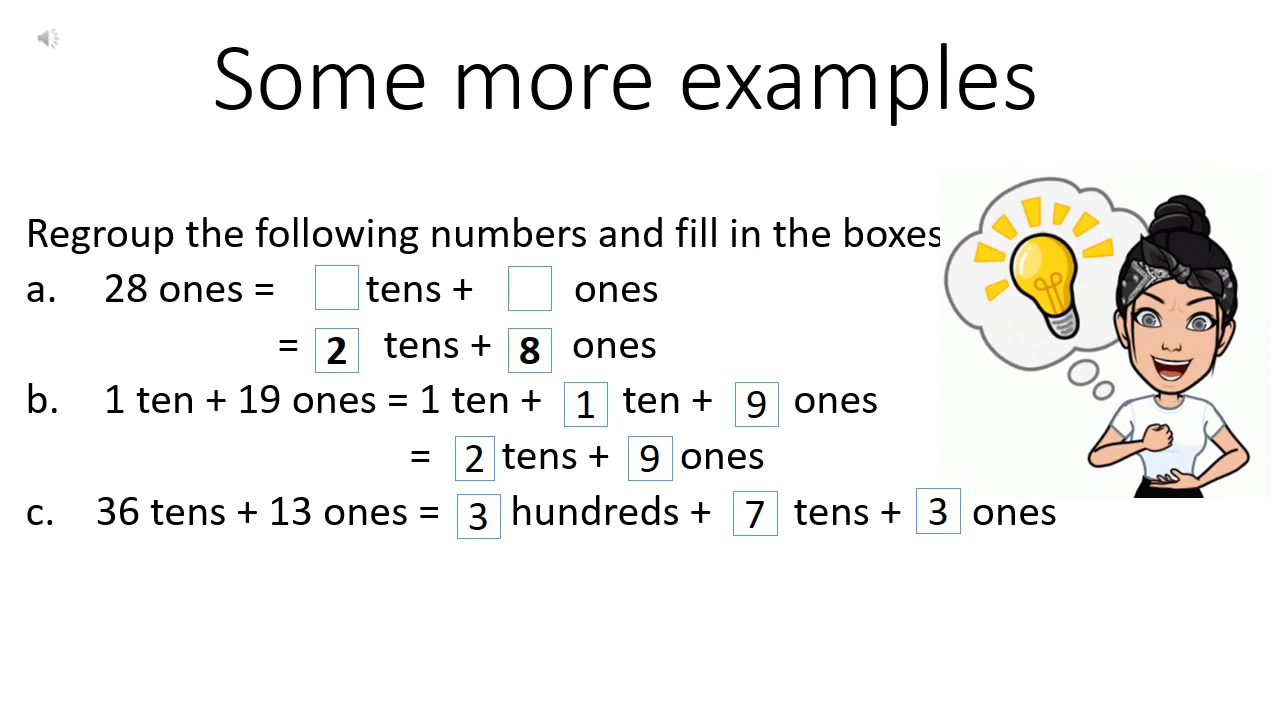 Some more examples
Regroup the following numbers and fill in the boxes
a. 28 ones = tens + ones
= 2 tens + 8 ones
b. 1 ten + 19 ones = 1 ten + 1 ten + 9 ones
= 2 tens + 9 ones
c. 36 tens + 13 ones = 3 hundreds + 7 tens + 3 ones